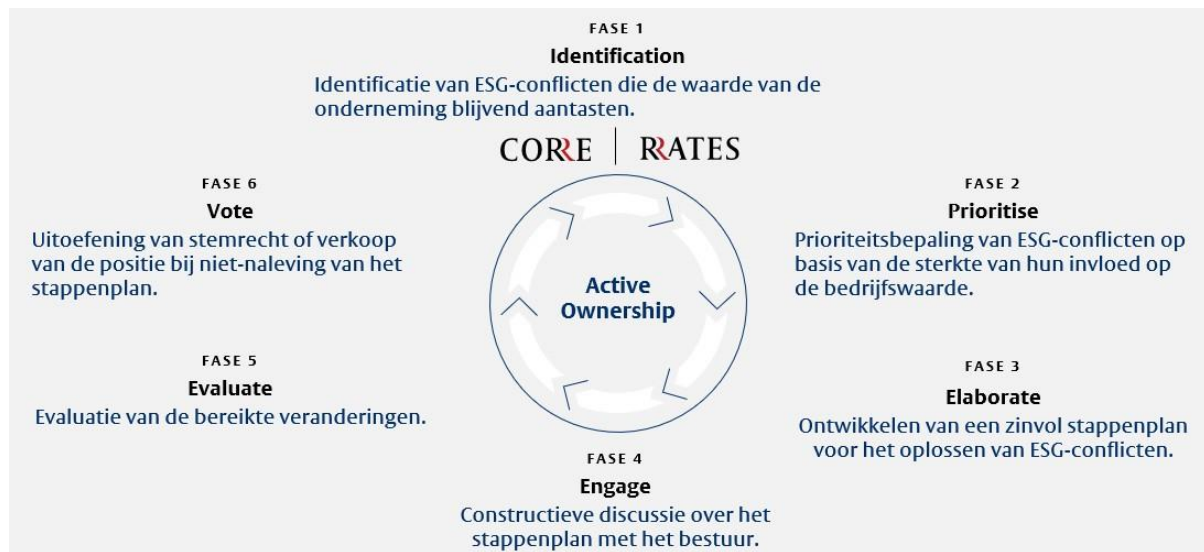 FASE 1
Identification
Identificatie van ESG-conflicten die de waarde van de
onderneming blijvend aantasten.
CORRE | RRATES
FASE 2
Prioritise
Prioriteitsbepaling van ESG-conflicten op
basis van de sterkte van hun invloed op
de bedrijfswaarde.
FASE 3
Elaborate
Ontwikkelen van een zinvol stappenplan
voor het oplossen van ESG-conflicten.
FASE 4
Engage
Constructieve discussie over het
stappenplan met het bestuur.
FASE 5
Evaluate
Evaluatie van de bereikte veranderingen.
FASE 6
Vote
Uitoefening van stemrecht of verkoop
van de positie bij niet-naleving van het
stappenplan.
Active
Ownership